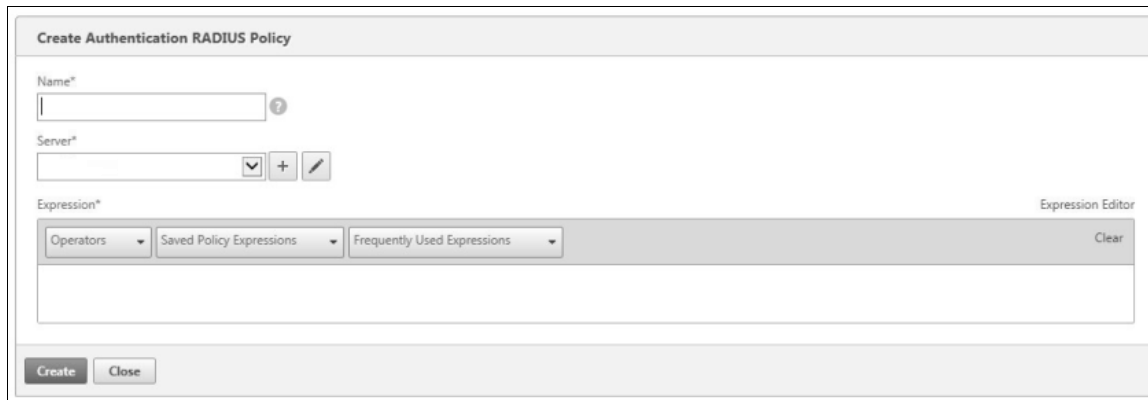 Create Authentication RADIUS Policy
Name*
?
Server*
+
Expression* Expression Editor
Operators Saved Policy Expressions Frequently Used Expressions Clear
Create Close